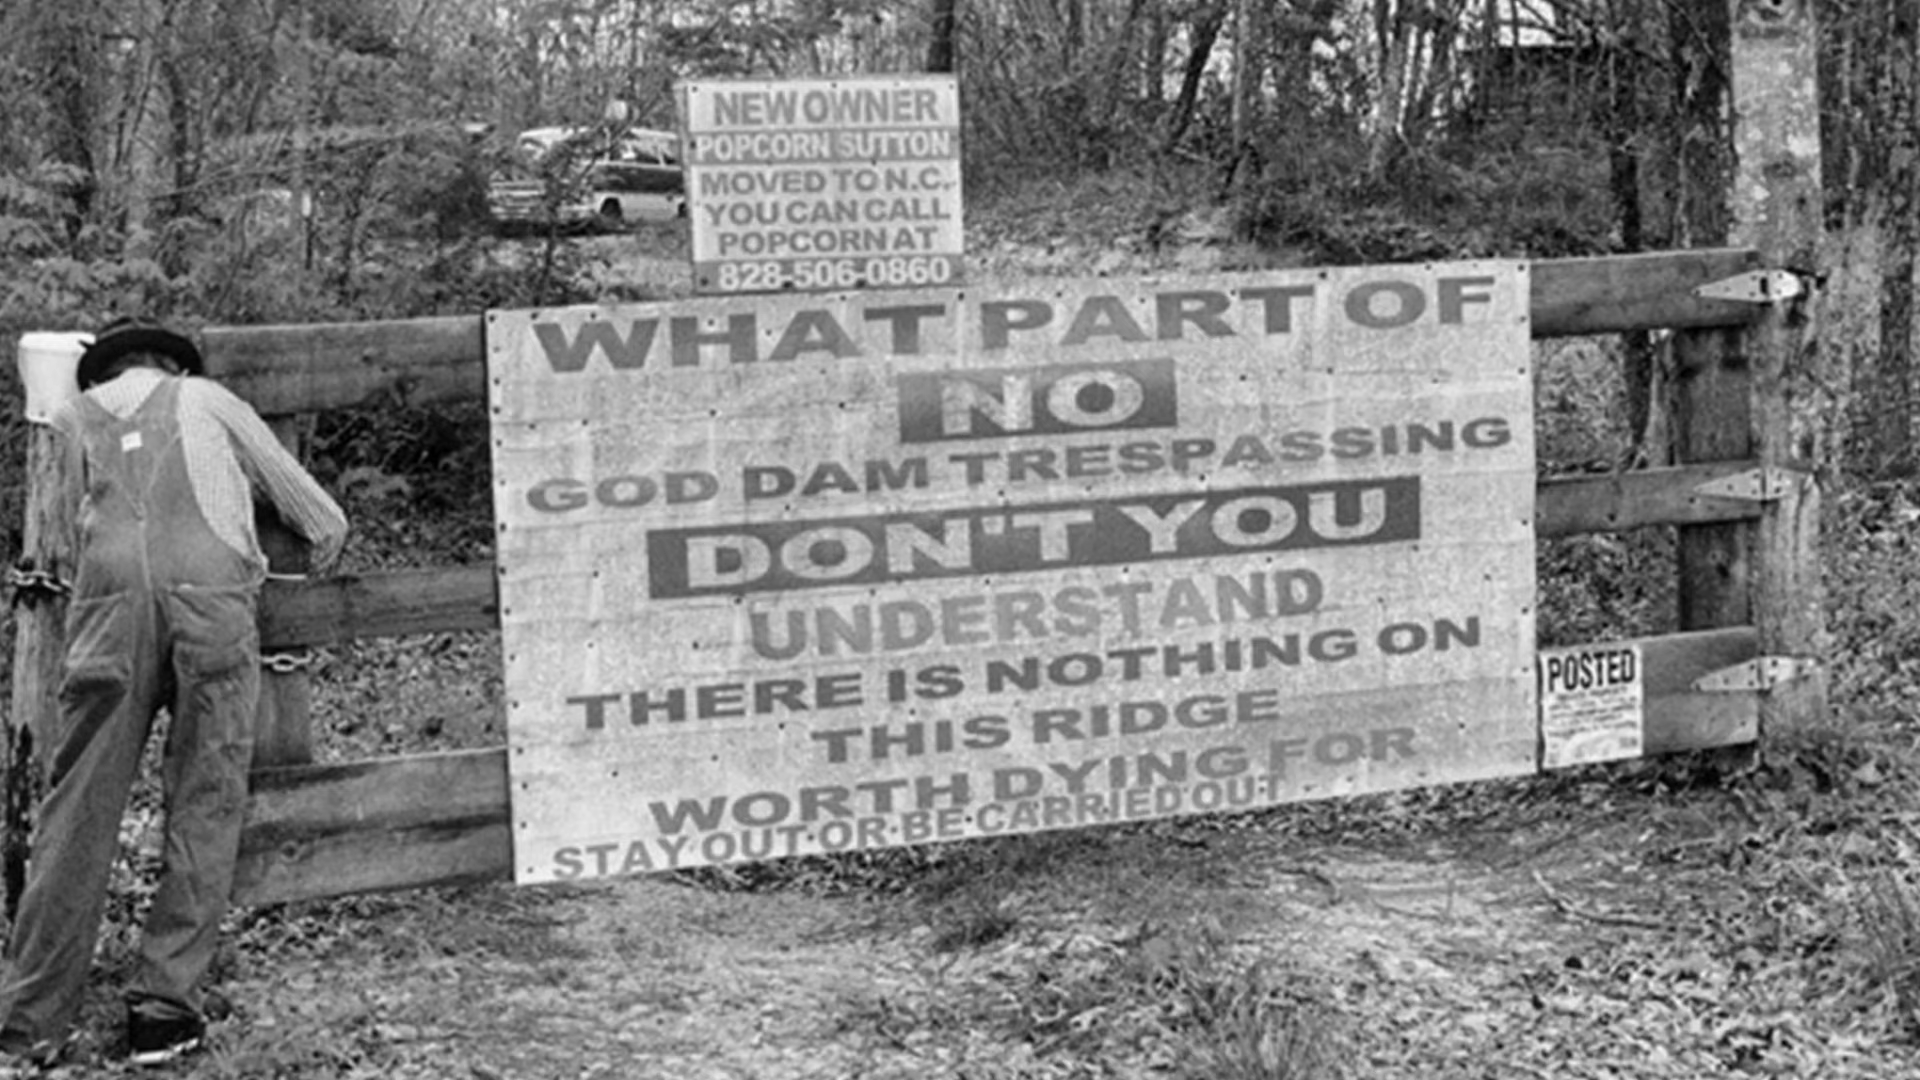 NEW OWNER
POPCORN SUTTON
MOVED TO N.C.
YOU CAN CALL
POPCORN AT
828-506-0860
WHAT PART OF
NO
GOD DAM TRESPASSING
DON'T YOU
UNDERSTAND
THERE IS NOTHING ON
THIS RIDGE
WORTH DYING FOR
STAY OUT·OR·BE·CARRIED OUT
POSTED